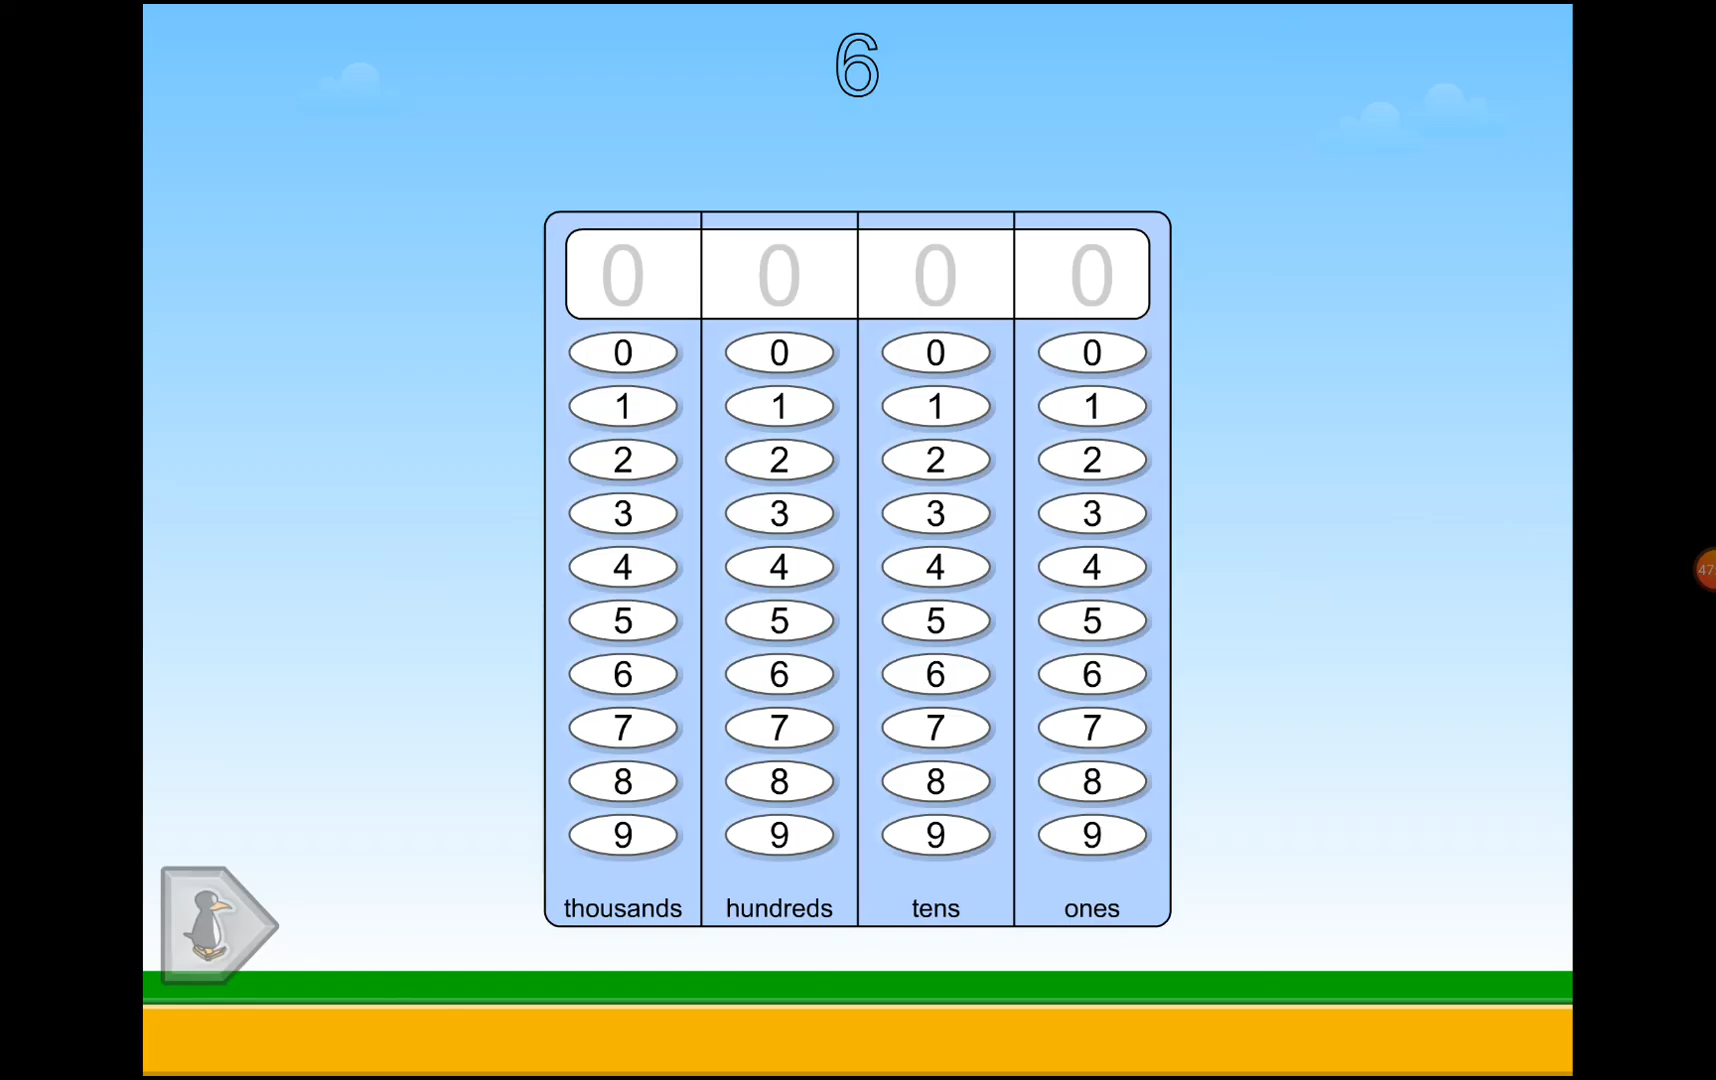 6
0 0 0 0
0 0 0 0
1 1 1 1
2 2 2 2
3 3 3 3
4 4 4 4
5 5 5 5
6 6 6 6
7 7 7 7
8 8 8 8
9 9 9 9
thousands hundreds tens ones